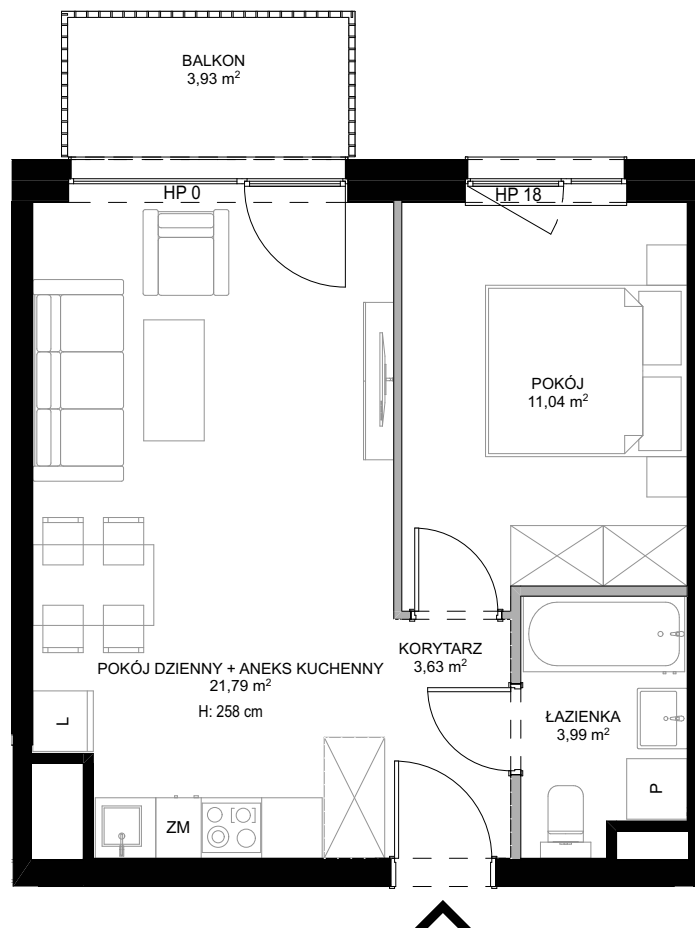 BALKON
3,93 m²
HP 0
HP 18
POKÓJ
11,04 m²
KORYTARZ
3,63 m²
POKÓJ DZIENNY + ANEKS KUCHENNY
21,79 m²
H: 258 cm
ŁAZIENKA
3,99 m²
L
P
ZM